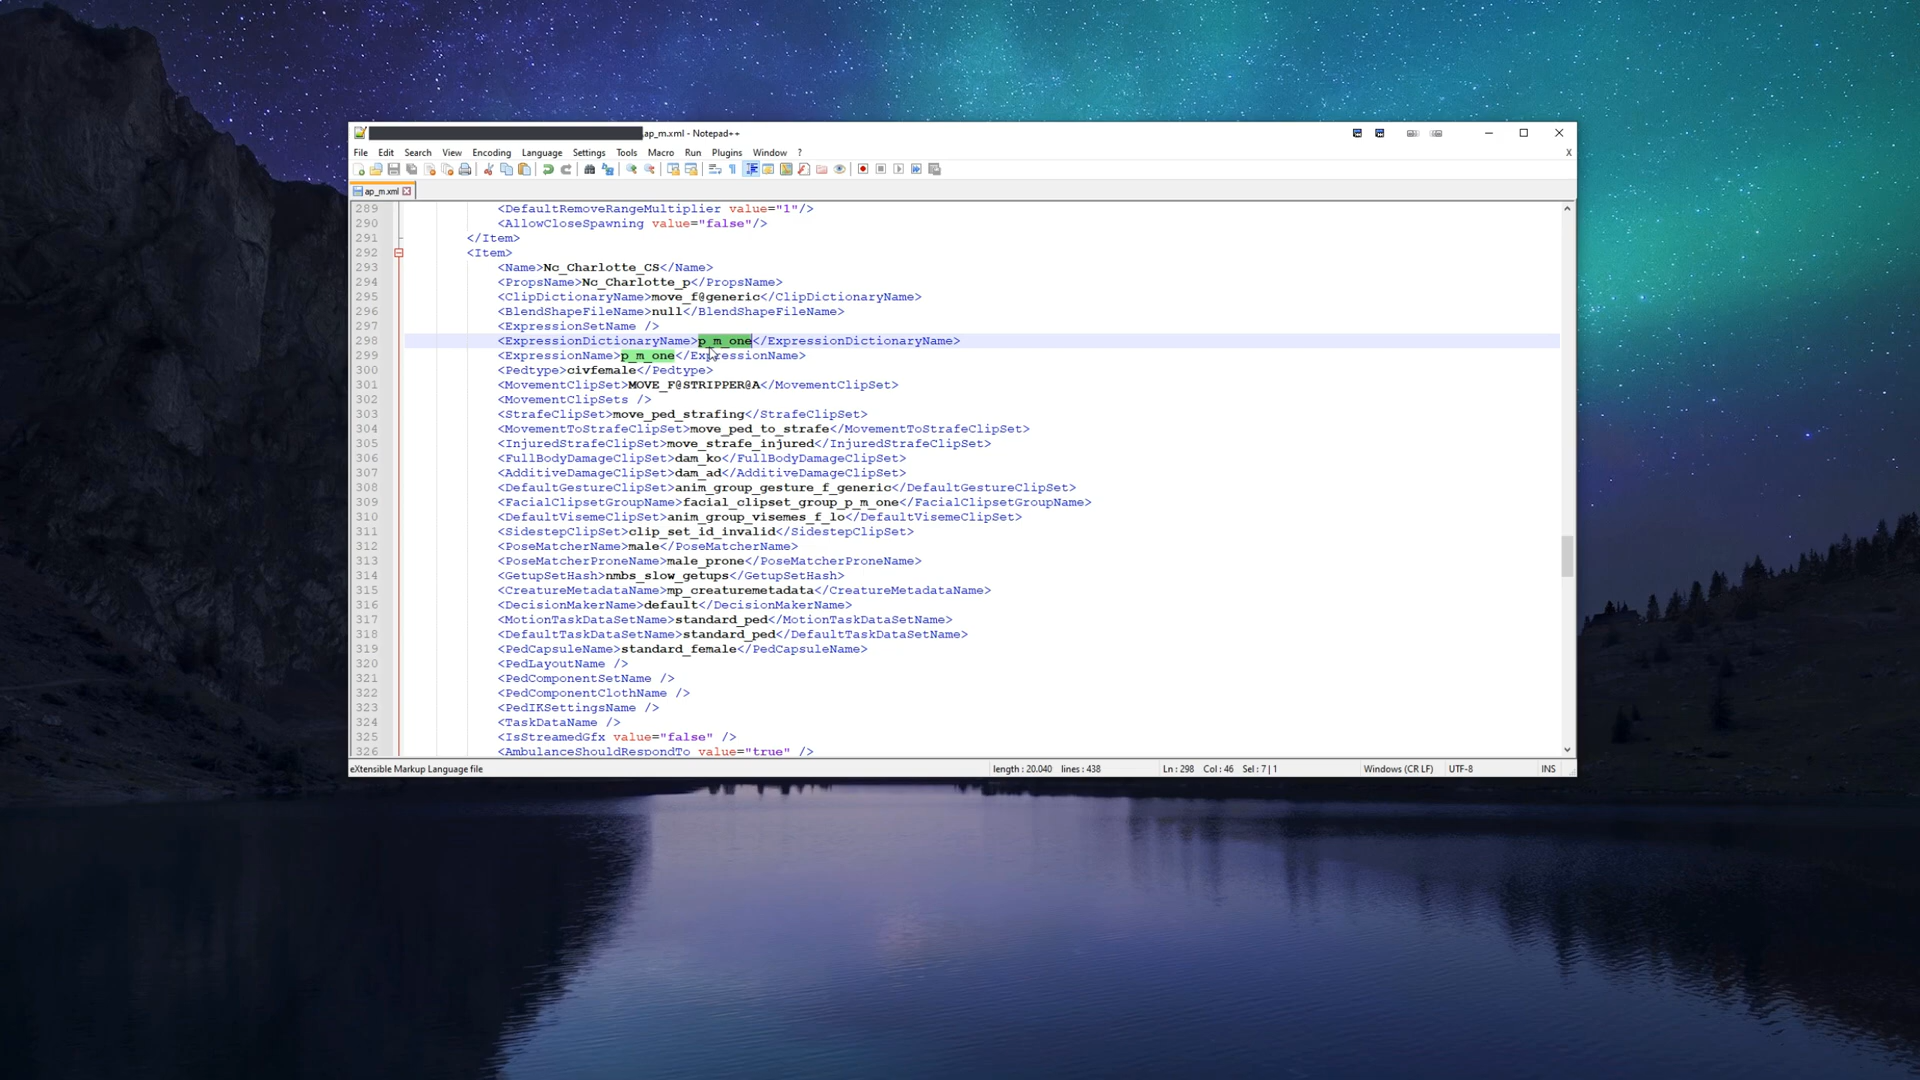 ap_m.xml - Notepad++
File Edit Search View Encoding Language Settings Tools Macro Run Plugins Window ? X
ap_m.xml
289 <DefaultRemoveRangeMultiplier value="1"/>
290 <AllowCloseSpawning value="false"/>
291 </Item>
292 <Item>
293 <Name>Nc_Charlotte_CS</Name>
294 <PropsName>Nc_Charlotte_p</PropsName>
295 <ClipDictionaryName>move_f@generic</ClipDictionaryName>
296 <BlendShapeFileName>null</BlendShapeFileName>
297 <ExpressionSetName />
298 <ExpressionDictionaryName>p_m_one</ExpressionDictionaryName>
299 <ExpressionName>p_m_one</ExpressionName>
300 <Pedtype>civfemale</Pedtype>
301 <MovementClipSet>MOVE_F@STRIPPER@A</MovementClipSet>
302 <MovementClipSets />
303 <StrafeClipSet>move_ped_strafing</StrafeClipSet>
304 <MovementToStrafeClipSet>move_ped_to_strafe</MovementToStrafeClipSet>
305 <InjuredStrafeClipSet>move_strafe_injured</InjuredStrafeClipSet>
306 <FullBodyDamageClipSet>dam_ko</FullBodyDamageClipSet>
307 <AdditiveDamageClipSet>dam_ad</AdditiveDamageClipSet>
308 <DefaultGestureClipSet>anim_group_gesture_f_generic</DefaultGestureClipSet>
309 <FacialClipsetGroupName>facial_clipset_group_p_m_one</FacialClipsetGroupName>
310 <DefaultVisemeClipSet>anim_group_visemes_f_lo</DefaultVisemeClipSet>
311 <SidestepClipSet>clip_set_id_invalid</SidestepClipSet>
312 <PoseMatcherName>male</PoseMatcherName>
313 <PoseMatcherProneName>male_prone</PoseMatcherProneName>
314 <GetupSetHash>nmbs_slow_getups</GetupSetHash>
315 <CreatureMetadataName>mp_creaturemetadata</CreatureMetadataName>
316 <DecisionMakerName>default</DecisionMakerName>
317 <MotionTaskDataSetName>standard_ped</MotionTaskDataSetName>
318 <DefaultTaskDataSetName>standard_ped</DefaultTaskDataSetName>
319 <PedCapsuleName>standard_female</PedCapsuleName>
320 <PedLayoutName />
321 <PedComponentSetName />
322 <PedComponentClothName />
323 <PedIKSettingsName />
324 <TaskDataName />
325 <IsStreamedGfx value="false" />
326 <AmbulanceShouldRespondTo value="true" />
eXtensible Markup Language file length : 20.040 lines : 438 Ln : 298 Col : 46 Sel : 7 | 1 Windows (CR LF) UTF-8 INS